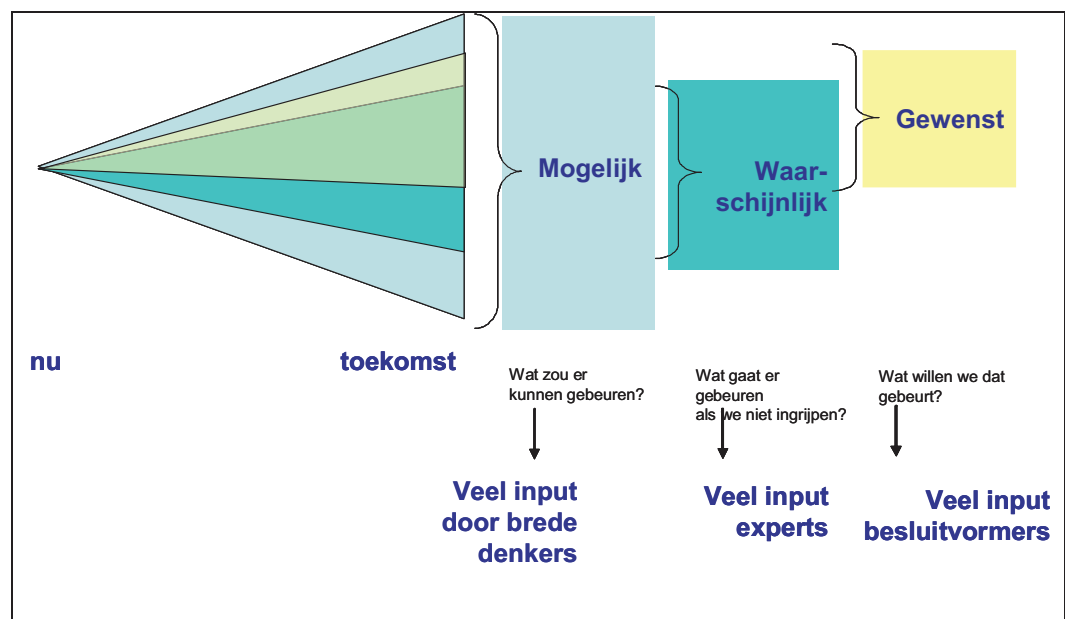 Mogelijk
Waar-
schijnlijk
Gewenst
nu
toekomst
Wat zou er
kunnen gebeuren?
Wat gaat er
gebeuren
als we niet ingrijpen?
Wat willen we dat
gebeurt?
Veel input
door brede
denkers
Veel input
experts
Veel input
besluitvormers